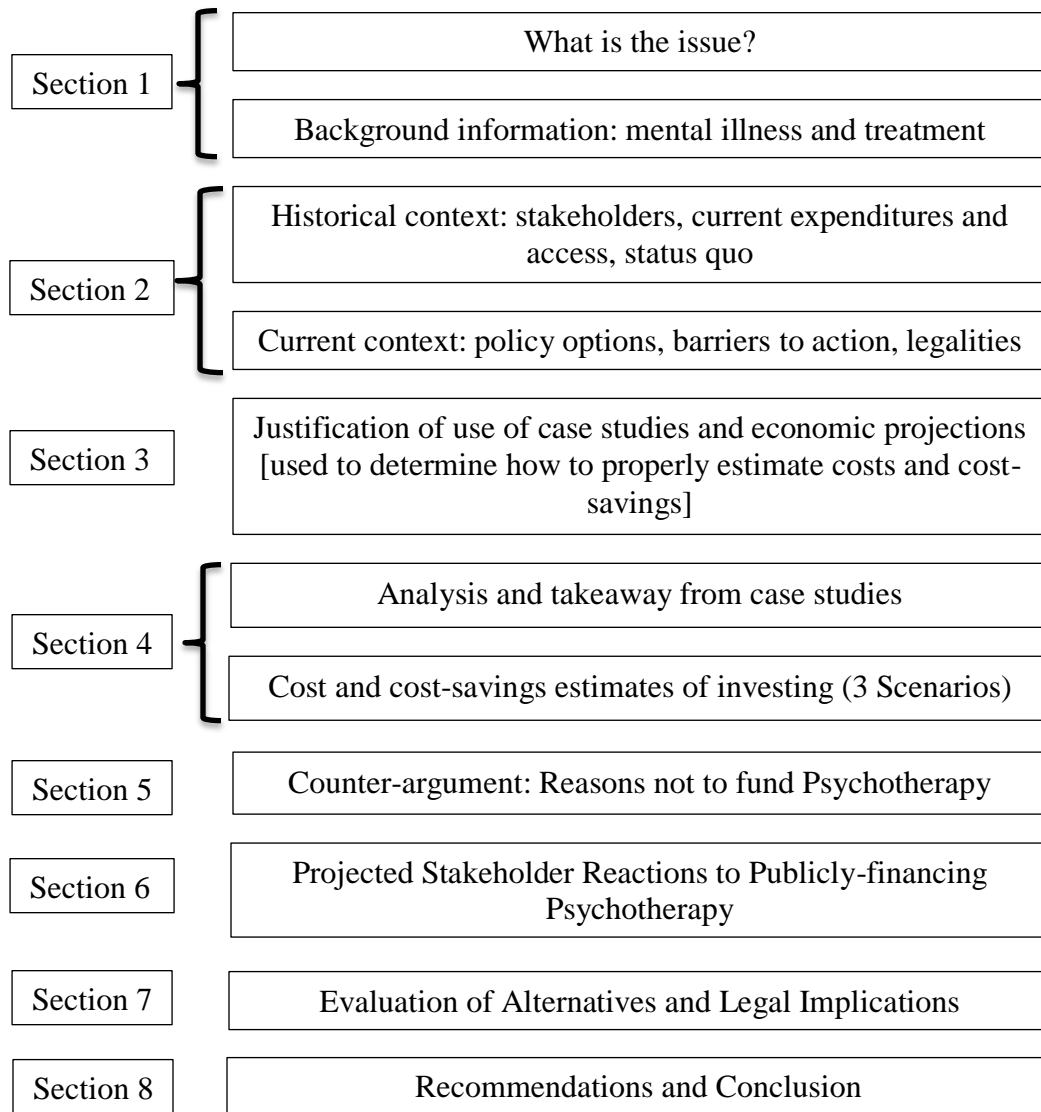 What is the issue?
Section 1
Background information: mental illness and treatment
Historical context: stakeholders, current expenditures and
access, status quo
Section 2
Current context: policy options, barriers to action, legalities
Section 3
Justification of use of case studies and economic projections
[used to determine how to properly estimate costs and cost-
savings]
Analysis and takeaway from case studies
Section 4
Cost and cost-savings estimates of investing (3 Scenarios)
Section 5
Counter-argument: Reasons not to fund Psychotherapy
Section 6
Projected Stakeholder Reactions to Publicly-financing
Psychotherapy
Section 7
Evaluation of Alternatives and Legal Implications
Section 8
Recommendations and Conclusion